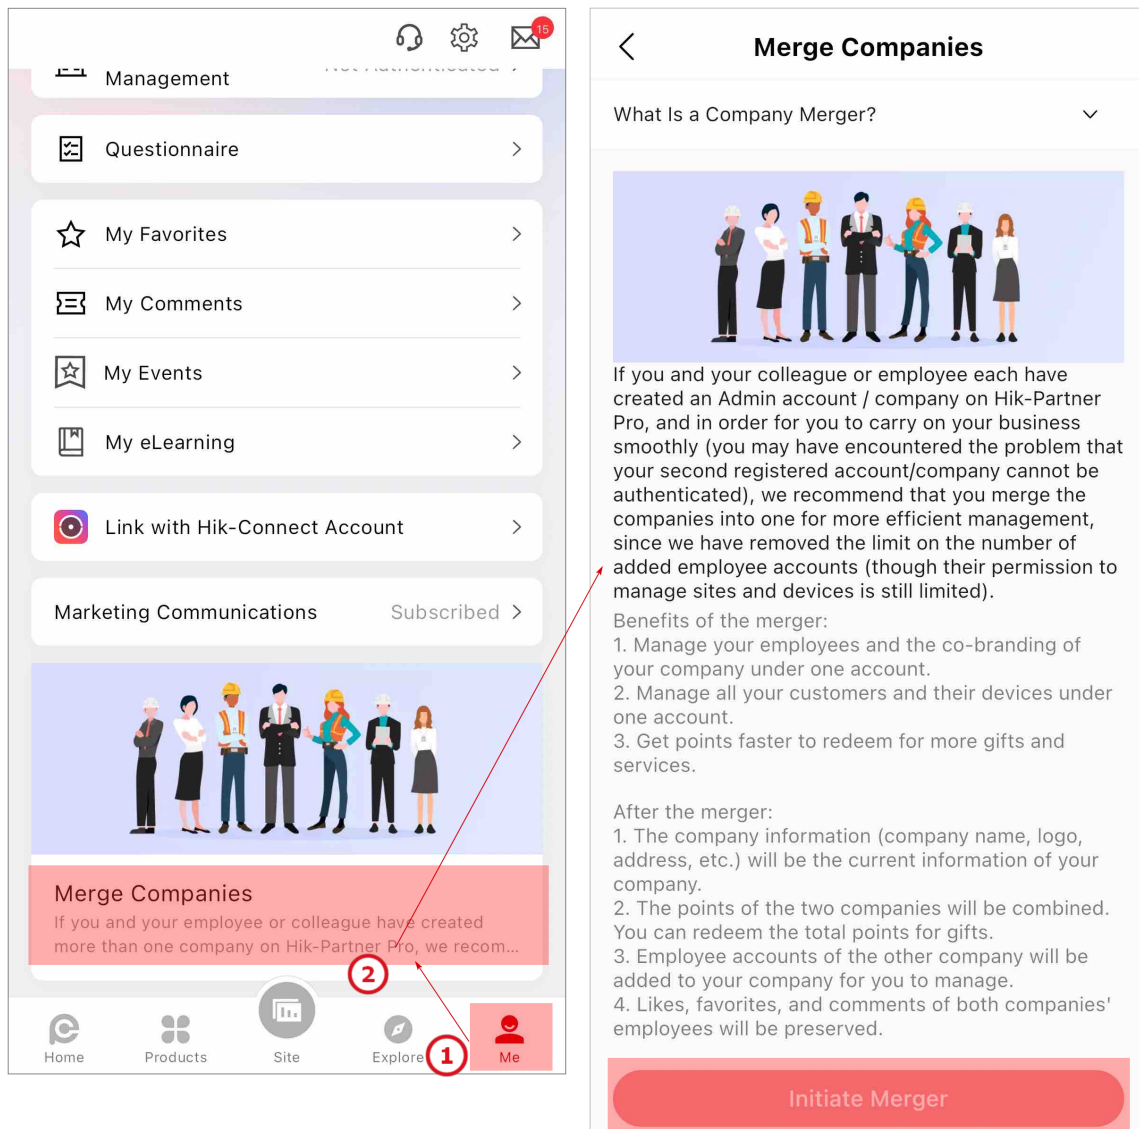 15
Management
Questionnaire
My Favorites
My Comments
My Events
My eLearning
Link with Hik-Connect Account
Marketing Communications Subscribed
Merge Companies
If you and your employee or colleague have created
more than one company on Hik-Partner Pro, we recom...
2
1
Home Products Site Explore Me
Merge Companies
What Is a Company Merger?
If you and your colleague or employee each have
created an Admin account / company on Hik-Partner
Pro, and in order for you to carry on your business
smoothly (you may have encountered the problem that
your second registered account/company cannot be
authenticated), we recommend that you merge the
companies into one for more efficient management,
since we have removed the limit on the number of
added employee accounts (though their permission to
manage sites and devices is still limited).
Benefits of the merger:
1. Manage your employees and the co-branding of
your company under one account.
2. Manage all your customers and their devices under
one account.
3. Get points faster to redeem for more gifts and
services.
After the merger:
1. The company information (company name, logo,
address, etc.) will be the current information of your
company.
2. The points of the two companies will be combined.
You can redeem the total points for gifts.
3. Employee accounts of the other company will be
added to your company for you to manage.
4. Likes, favorites, and comments of both companies'
employees will be preserved.
Initiate Merger